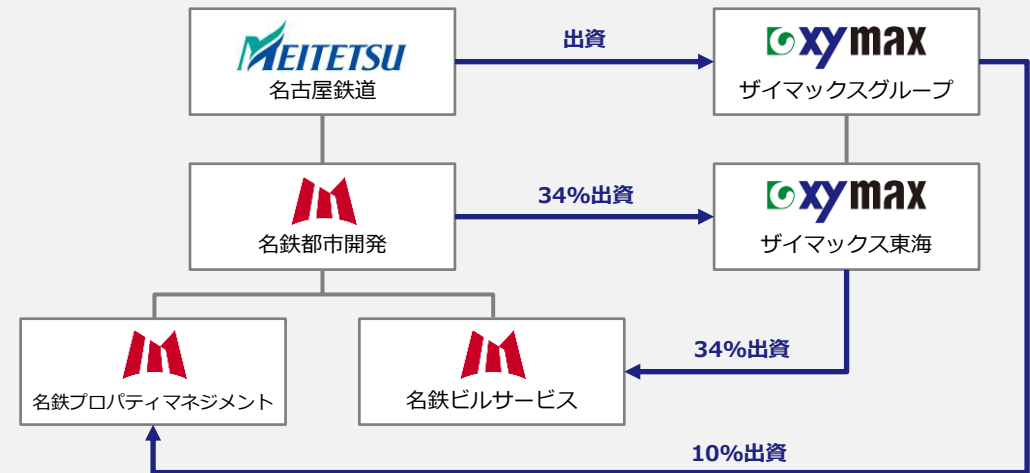 MEITETSU
名古屋鉄道
出資
xymax
ザイマックスグループ
名鉄都市開発
34%出資
xymax
ザイマックス東海
名鉄プロパティマネジメント
名鉄ビルサービス
34%出資
10%出資